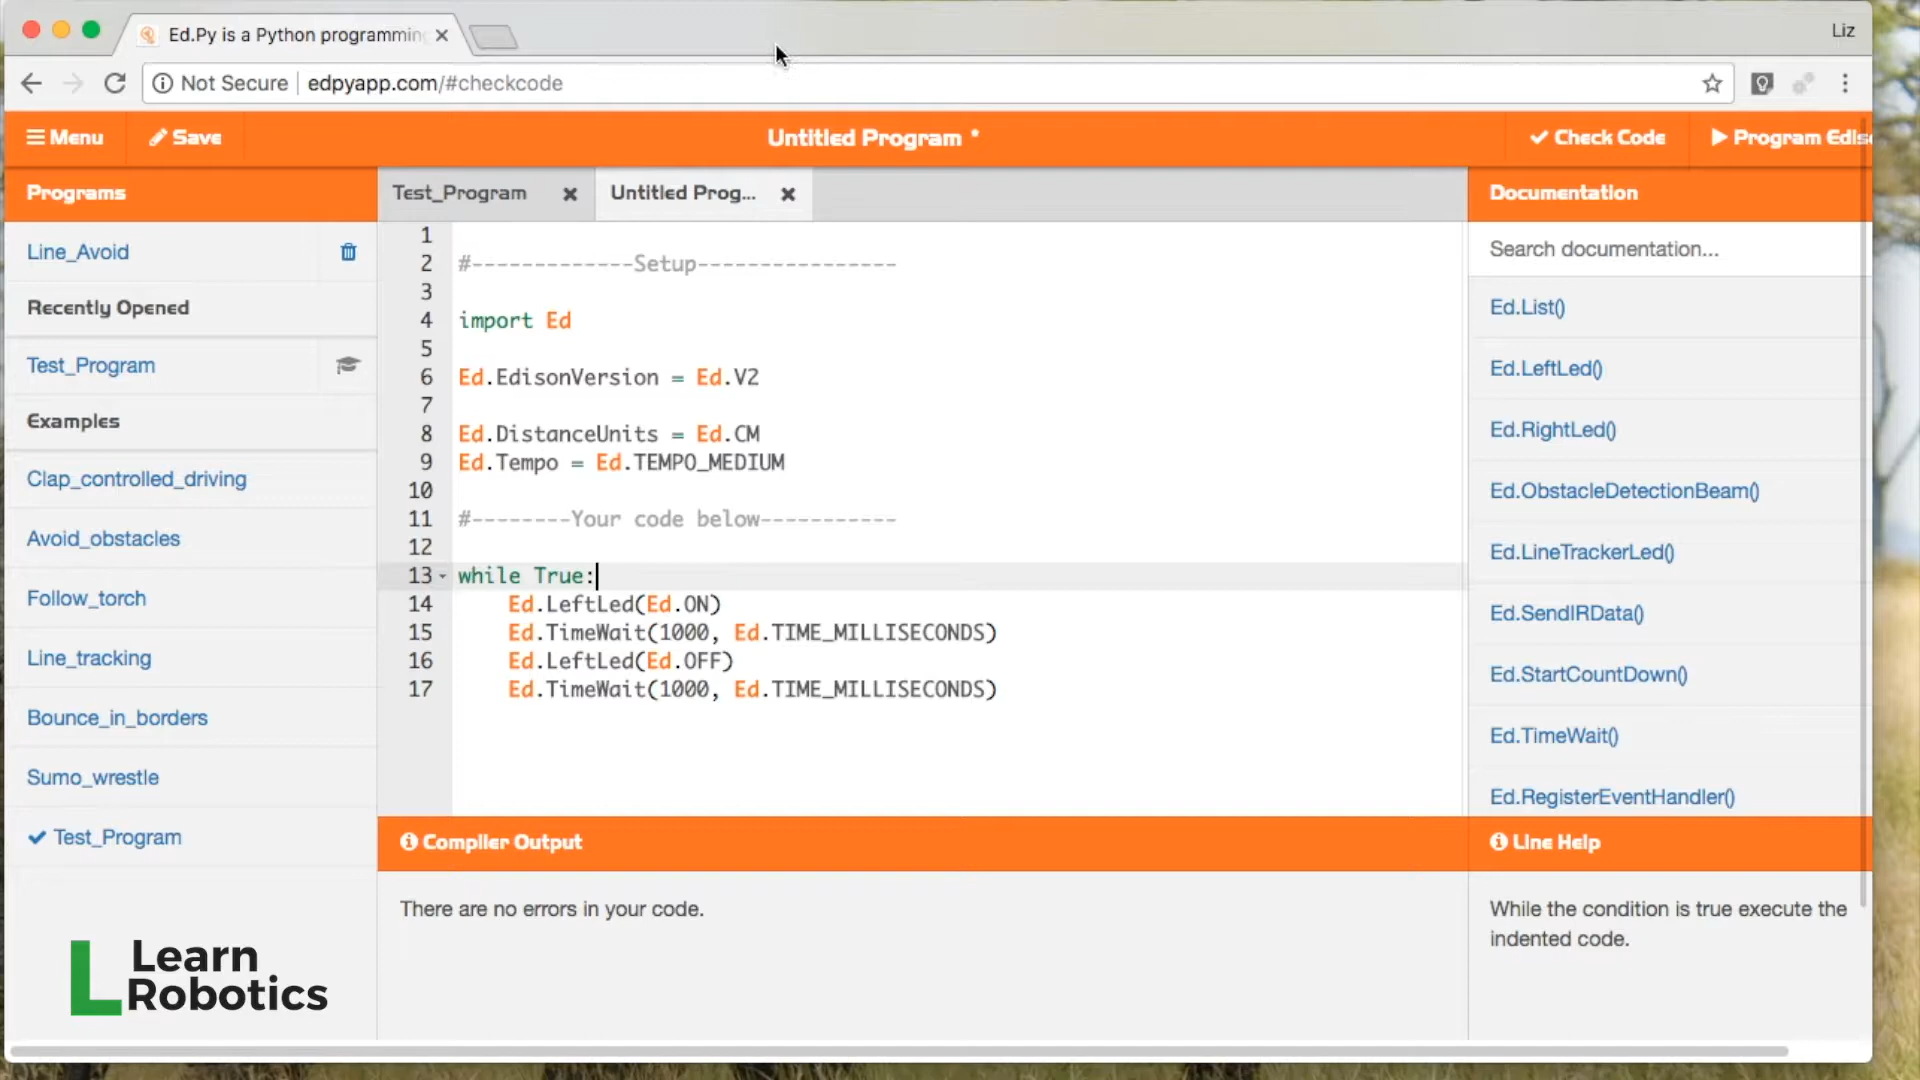 Ed.Py is a Python programming
Liz
Not Secure edpyapp.com/#checkcode
Menu
Save
Untitled Program *
Check Code
Program Edis
Programs
Line_Avoid
Recently Opened
Test_Program
Examples
Clap_controlled_driving
Avoid_obstacles
Follow_torch
Line_tracking
Bounce_in_borders
Sumo_wrestle
Test_Program
Test_Program
Untitled Prog...
1
2 #-------------Setup----------------
3
4 import Ed
5
6 Ed.EdisonVersion = Ed.V2
7
8 Ed.DistanceUnits = Ed.CM
9 Ed.Tempo = Ed.TEMPO_MEDIUM
10
11 #--------Your code below-----------
12
13 while True:
14     Ed.LeftLed(Ed.ON)
15     Ed.TimeWait(1000, Ed.TIME_MILLISECONDS)
16     Ed.LeftLed(Ed.OFF)
17     Ed.TimeWait(1000, Ed.TIME_MILLISECONDS)
Compiler Output
There are no errors in your code.
Documentation
Search documentation...
Ed.List()
Ed.LeftLed()
Ed.RightLed()
Ed.ObstacleDetectionBeam()
Ed.LineTrackerLed()
Ed.SendIRData()
Ed.StartCountDown()
Ed.TimeWait()
Ed.RegisterEventHandler()
Line Help
While the condition is true execute the
indented code.
Learn
Robotics